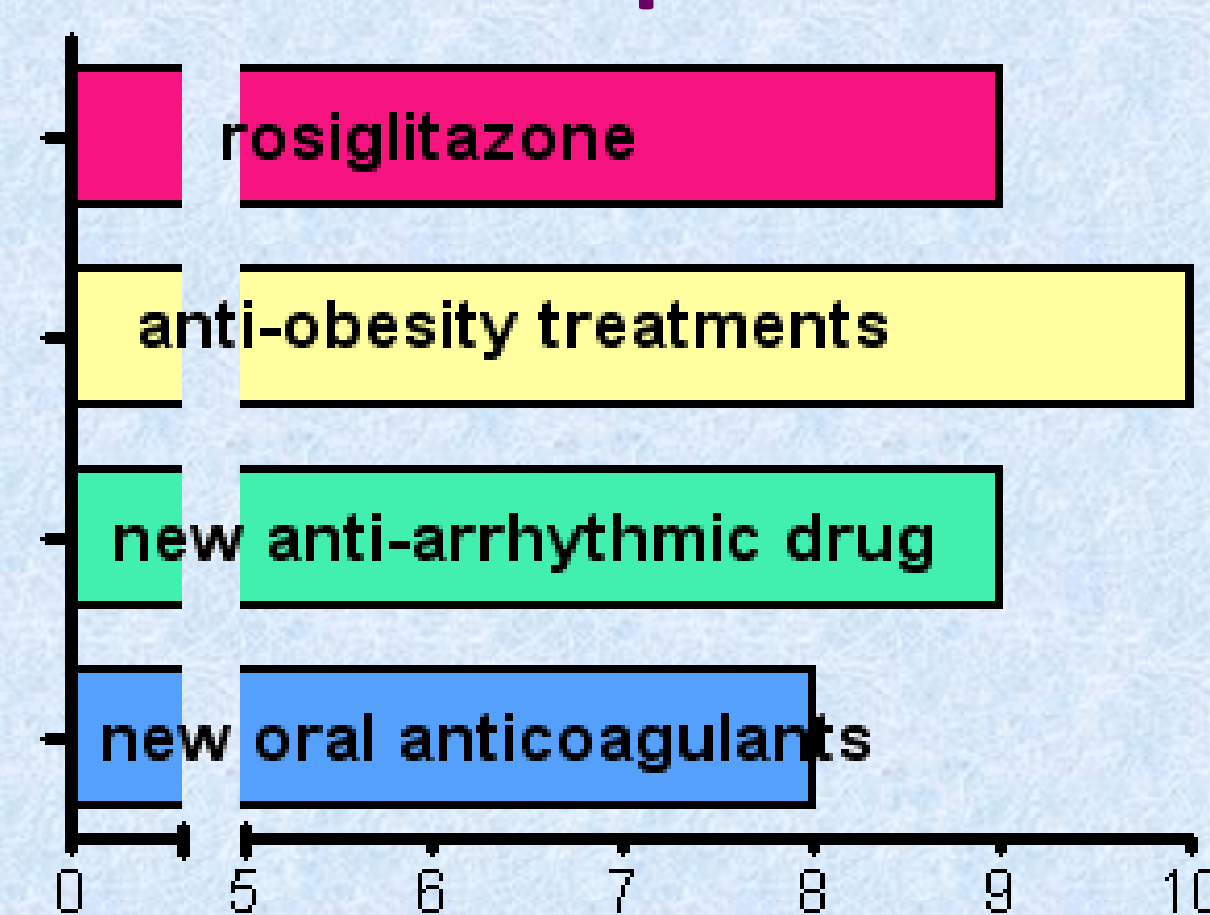 rosiglitazone
anti-obesity treatments
new anti-arrhythmic drug
new oral anticoagulants
0 5 6 7 8 9 10